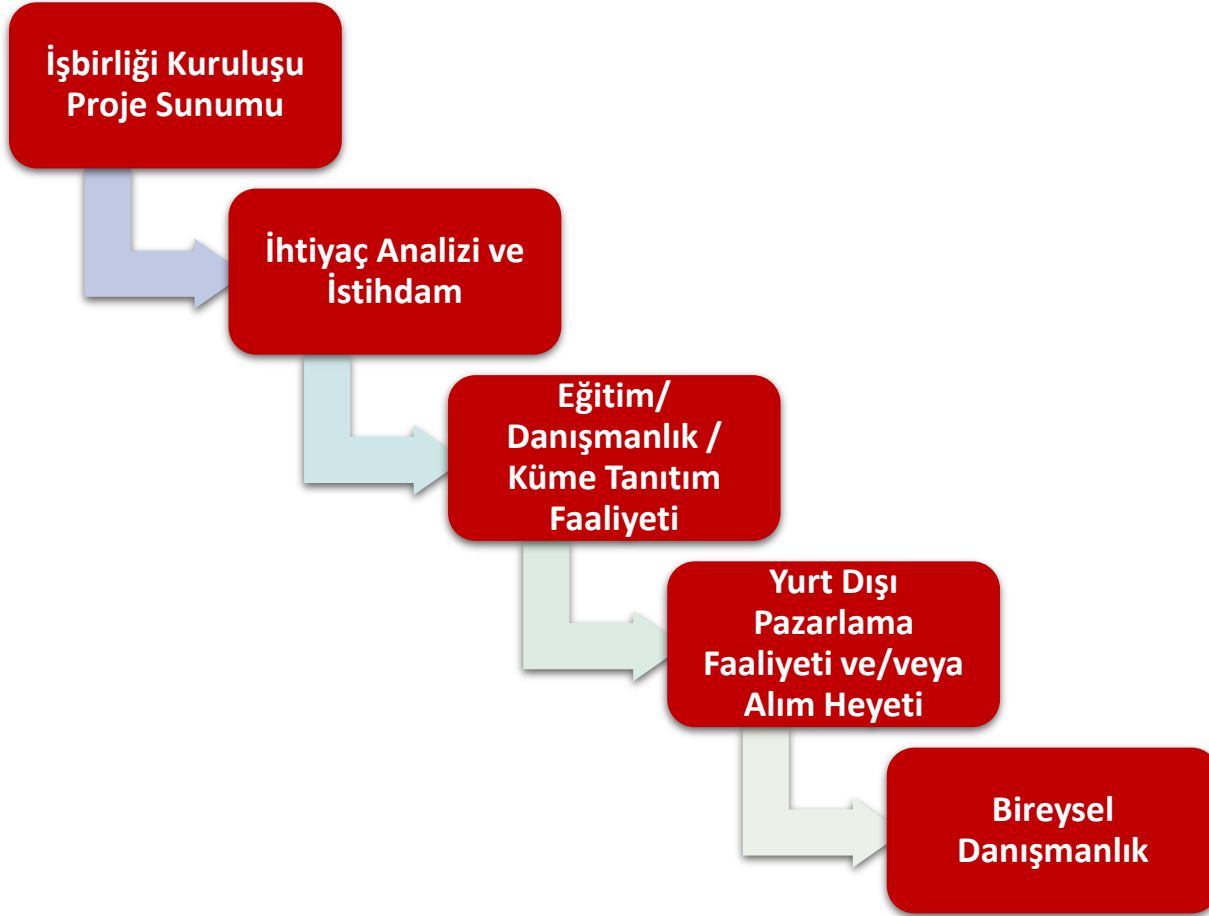 İşbirliği Kuruluşu
Proje Sunumu
İhtiyaç Analizi ve
İstihdam
Eğitim/
Danışmanlık /
Küme Tanıtım
Faaliyeti
Yurt Dışı
Pazarlama
Faaliyeti ve/veya
Alım Heyeti
Bireysel
Danışmanlık